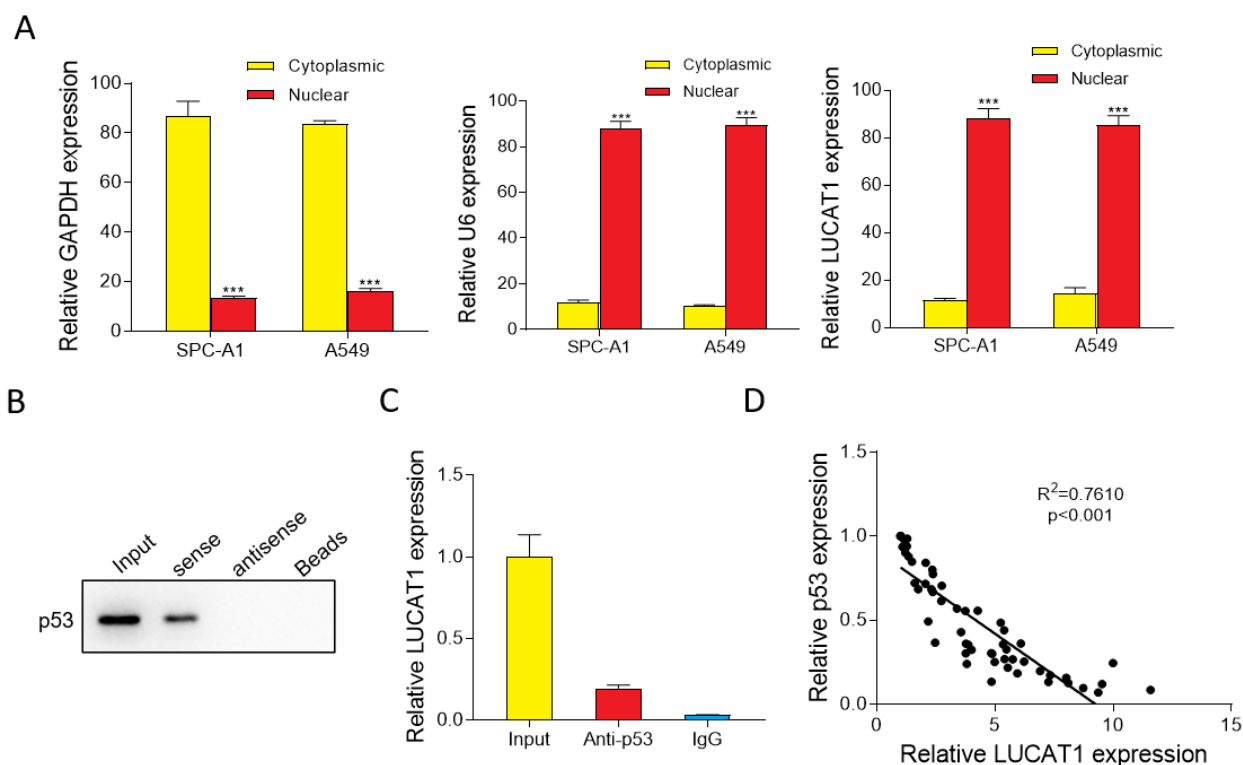 A
Relative GAPDH expression
100
80
60
40
20
0
Cytoplasmic
Nuclear
***
***
SPC-A1
A549
Relative U6 expression
100
80
60
40
20
0
Cytoplasmic
Nuclear
***
***
SPC-A1
A549
Relative LUCAT1 expression
100
80
60
40
20
0
Cytoplasmic
Nuclear
***
***
SPC-A1
A549
B
Input
sense
antisense
Beads
p53
C
Relative LUCAT1 expression
1.5
1.0
0.5
0.0
Input
Anti-p53
IgG
D
Relative p53 expression
1.5
1.0
0.5
0.0
R²=0.7610
p<0.001
0
5
10
15
Relative LUCAT1 expression